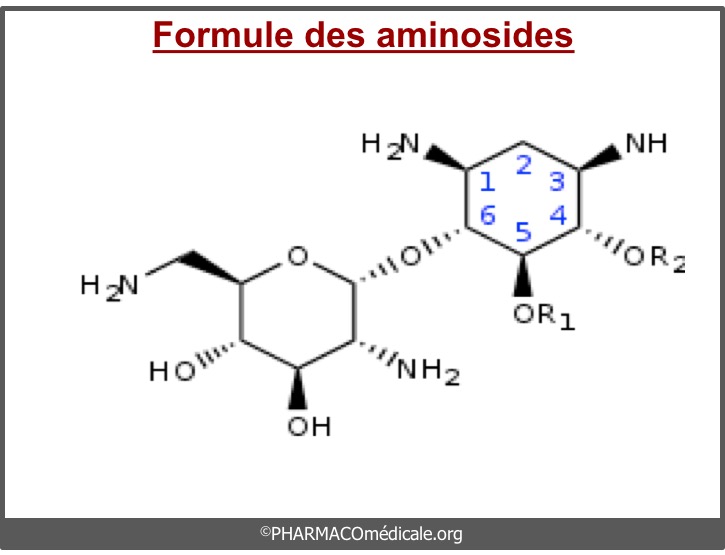 Formule des aminosides
H2N
NH
1
2
3
6
5
4
O
O
OR2
H2N
OR1
HO
NH2
OH
©PHARMACOmédicale.org